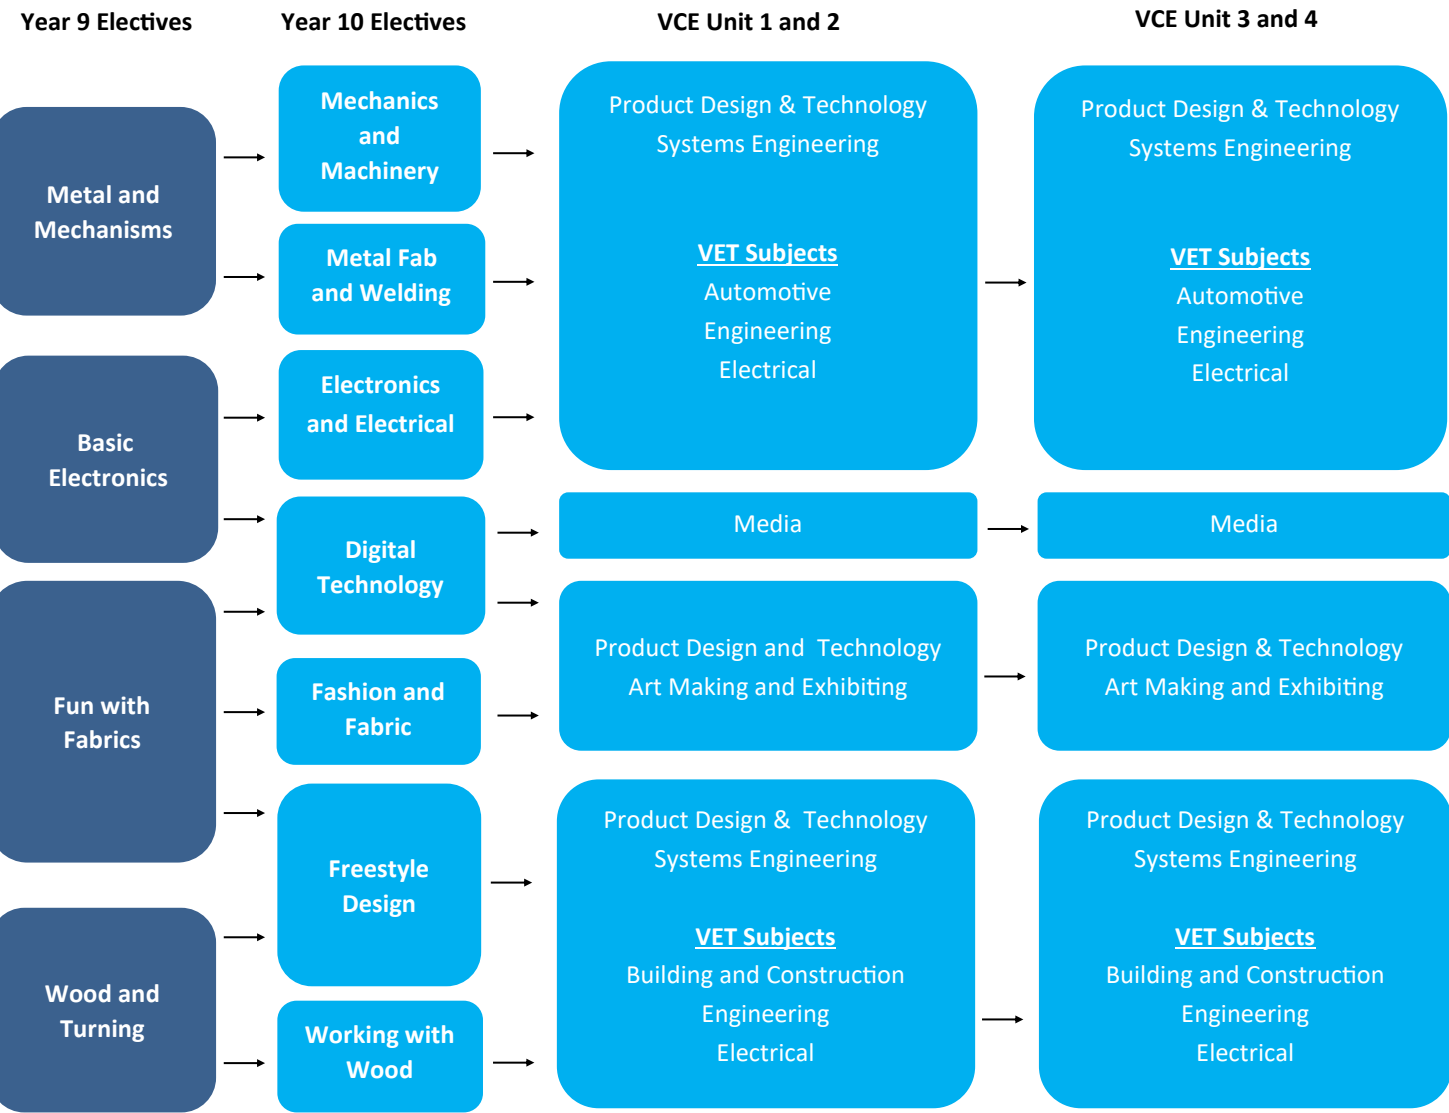 Year 9 Electives
Year 10 Electives
VCE Unit 1 and 2
VCE Unit 3 and 4
Metal and
Mechanisms
Basic
Electronics
Fun with
Fabrics
Wood and
Turning
Mechanics
and
Machinery
Metal Fab
and Welding
Electronics
and Electrical
Digital
Technology
Fashion and
Fabric
Freestyle
Design
Working with
Wood
Product Design & Technology
Systems Engineering
VET Subjects
Automotive
Engineering
Electrical
Media
Product Design and  Technology
Art Making and Exhibiting
Product Design &  Technology
Systems Engineering
VET Subjects
Building and Construction
Engineering
Electrical
Product Design & Technology
Systems Engineering
VET Subjects
Automotive
Engineering
Electrical
Media
Product Design & Technology
Art Making and Exhibiting
Product Design & Technology
Systems Engineering
VET Subjects
Building and Construction
Engineering
Electrical